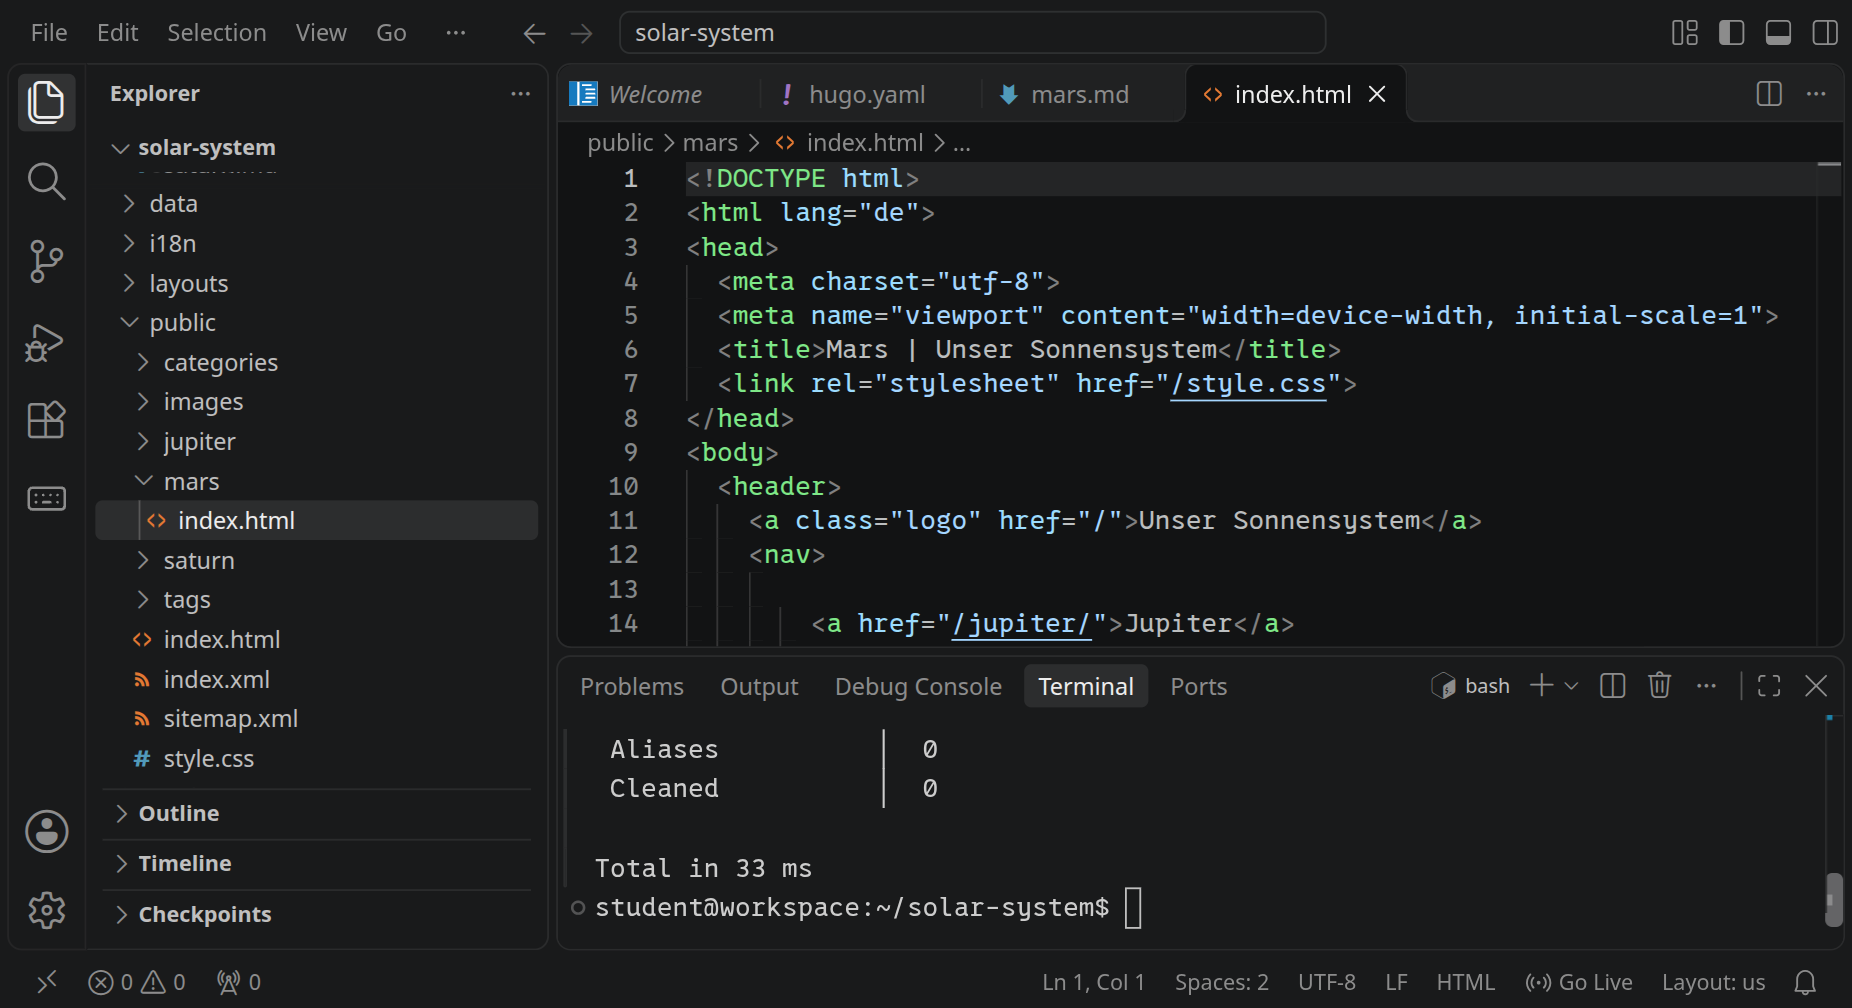 File Edit Selection View Go ··· solar-system
Explorer ···
solar-system
data
i18n
layouts
public
categories
images
jupiter
mars
index.html
saturn
tags
index.html
index.xml
sitemap.xml
style.css
Outline
Timeline
Checkpoints
Welcome hugo.yaml mars.md index.html
public > mars > index.html > ...
1 <!DOCTYPE html>
2 <html lang="de">
3 <head>
4 <meta charset="utf-8">
5 <meta name="viewport" content="width=device-width, initial-scale=1">
6 <title>Mars | Unser Sonnensystem</title>
7 <link rel="stylesheet" href="/style.css">
8 </head>
9 <body>
10 <header>
11 <a class="logo" href="/">Unser Sonnensystem</a>
12 <nav>
13
14 <a href="/jupiter/">Jupiter</a>
Problems Output Debug Console Terminal Ports bash
Aliases │ 0
Cleaned │ 0
Total in 33 ms
student@workspace:~/solar-system$
0 0 0 Ln 1, Col 1 Spaces: 2 UTF-8 LF HTML Go Live Layout: us